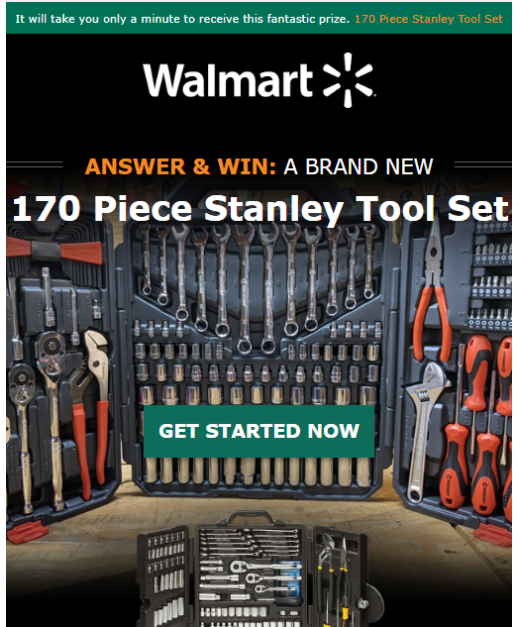 It will take you only a minute to receive this fantastic prize. 170 Piece Stanley Tool Set
Walmart
ANSWER & WIN: A BRAND NEW
170 Piece Stanley Tool Set
GET STARTED NOW